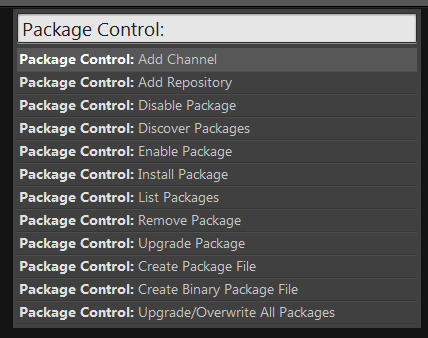 Package Control:
Package Control: Add Channel
Package Control: Add Repository
Package Control: Disable Package
Package Control: Discover Packages
Package Control: Enable Package
Package Control: Install Package
Package Control: List Packages
Package Control: Remove Package
Package Control: Upgrade Package
Package Control: Create Package File
Package Control: Create Binary Package File
Package Control: Upgrade/Overwrite All Packages